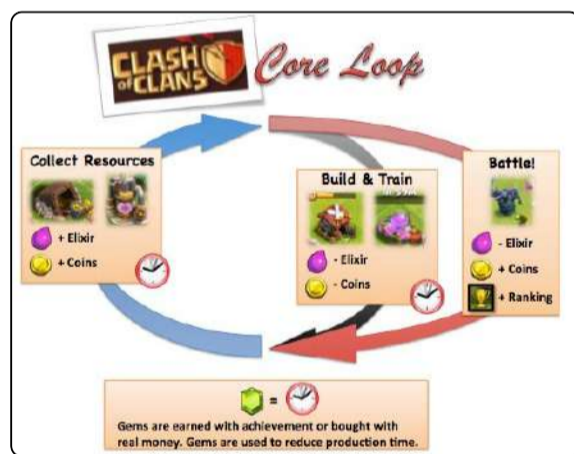 CLASH
of CLANS
Core Loop
Collect Resources
+ Elixir
+ Coins
Build & Train
- Elixir
- Coins
Battle!
- Elixir
+ Coins
+ Ranking
=
Gems are earned with achievement or bought with
real money. Gems are used to reduce production time.